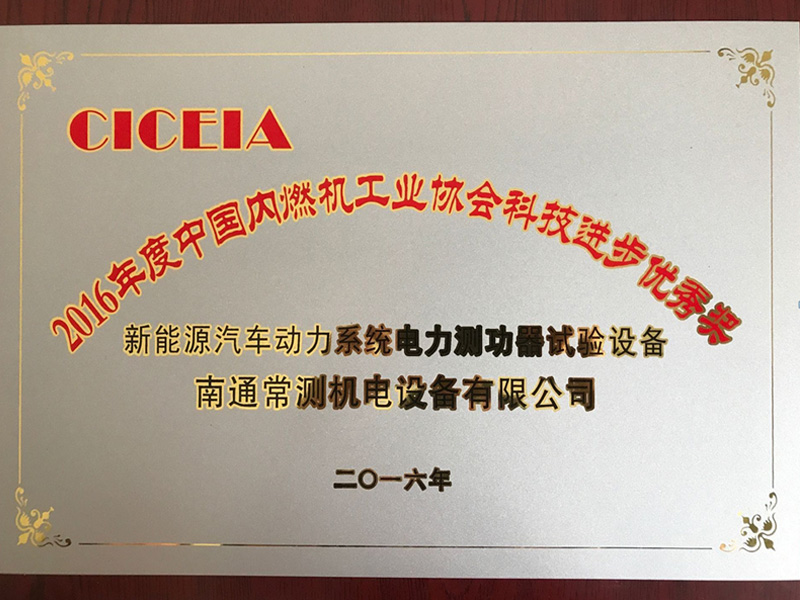 CICEIA
2016年度中国内燃机工业协会科技进步优秀奖
新能源汽车动力系统电力测功器试验设备
南通常测机电设备有限公司
二〇一六年